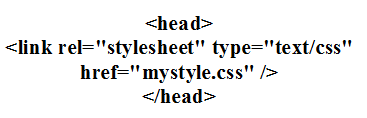 <head>
<link rel="stylesheet" type="text/css"
href="mystyle.css" />
</head>